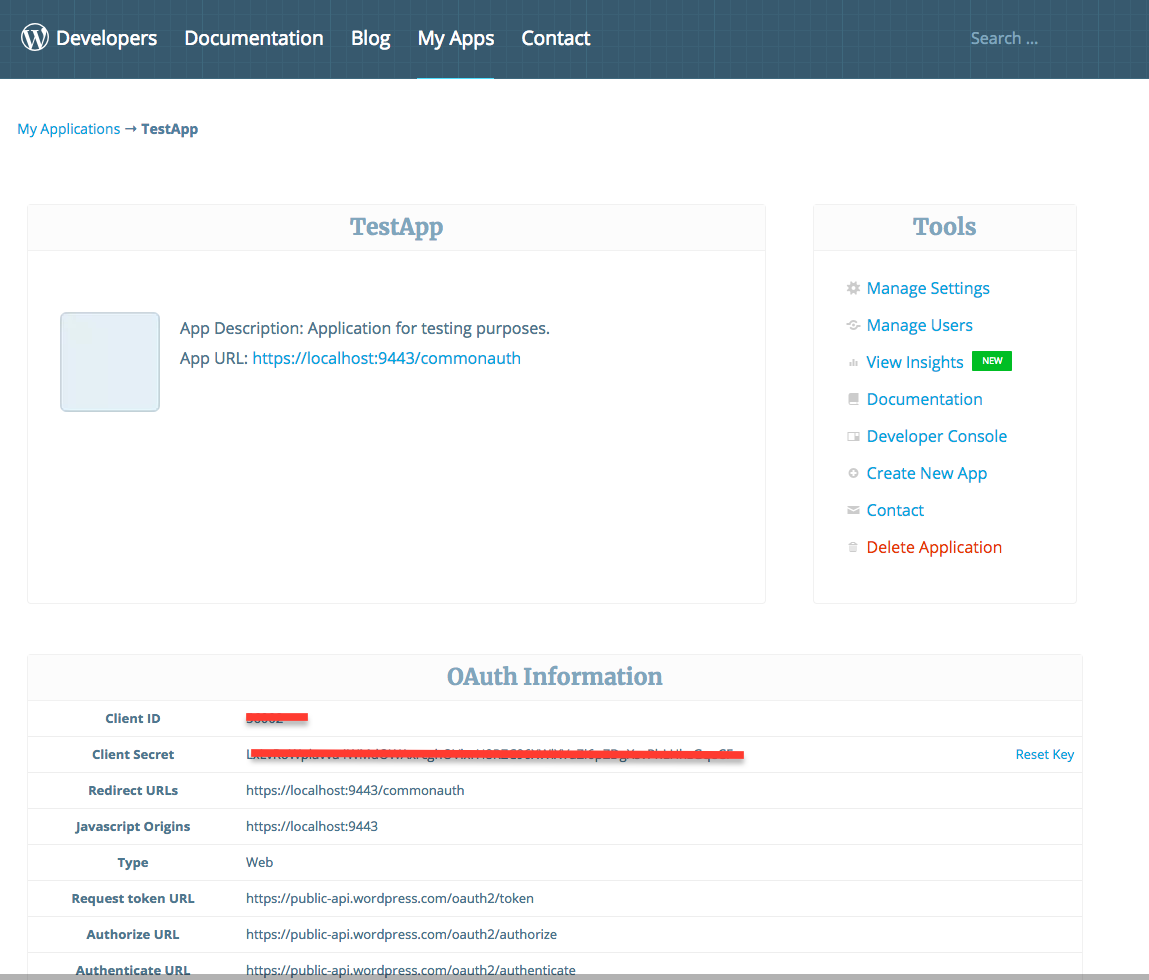 Developers Documentation Blog My Apps Contact Search ...
My Applications → TestApp
TestApp
App Description: Application for testing purposes.
App URL: https://localhost:9443/commonauth
Tools
Manage Settings
Manage Users
View Insights NEW
Documentation
Developer Console
Create New App
Contact
Delete Application
OAuth Information
Client ID
Client Secret Reset Key
Redirect URLs https://localhost:9443/commonauth
Javascript Origins https://localhost:9443
Type Web
Request token URL https://public-api.wordpress.com/oauth2/token
Authorize URL https://public-api.wordpress.com/oauth2/authorize
Authenticate URL https://public-api.wordpress.com/oauth2/authenticate